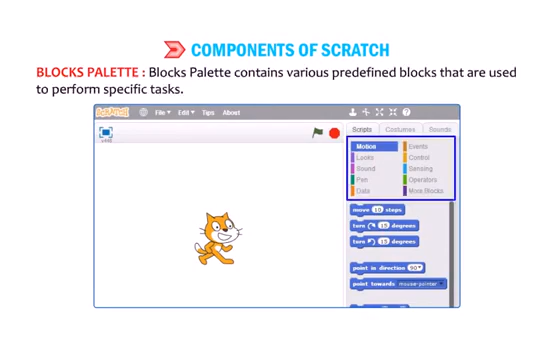 COMPONENTS OF SCRATCH
BLOCKS PALETTE : Blocks Palette contains various predefined blocks that are used
to perform specific tasks.
SCRATCH File Edit Tips About
Scripts Costumes Sounds
Motion Events
Looks Control
Sound Sensing
Pen Operators
Data More Blocks
move 10 steps
turn 15 degrees
turn 15 degrees
point in direction 90
point towards mouse-pointer